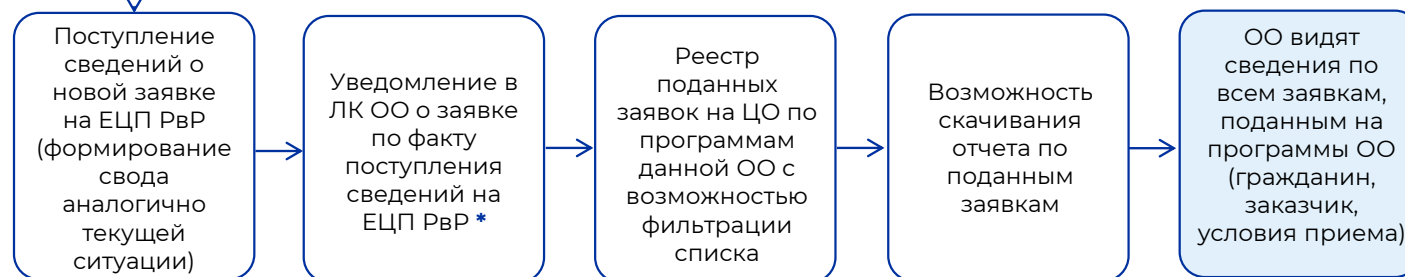 Поступление
сведений о
новой заявке
на ЕЦП РвР
(формирование
свода
аналогично
текущей
ситуации)
Уведомление в
ЛК ОО о заявке
по факту
поступления
сведений на
ЕЦП РвР *
Реестр
поданных
заявок на ЦО по
программам
данной ОО с
возможностью
фильтрации
списка
Возможность
скачивания
отчета по
поданным
заявкам
ОО видят
сведения по
всем заявкам,
поданным на
программы ОО
(гражданин,
заказчик,
условия приема)